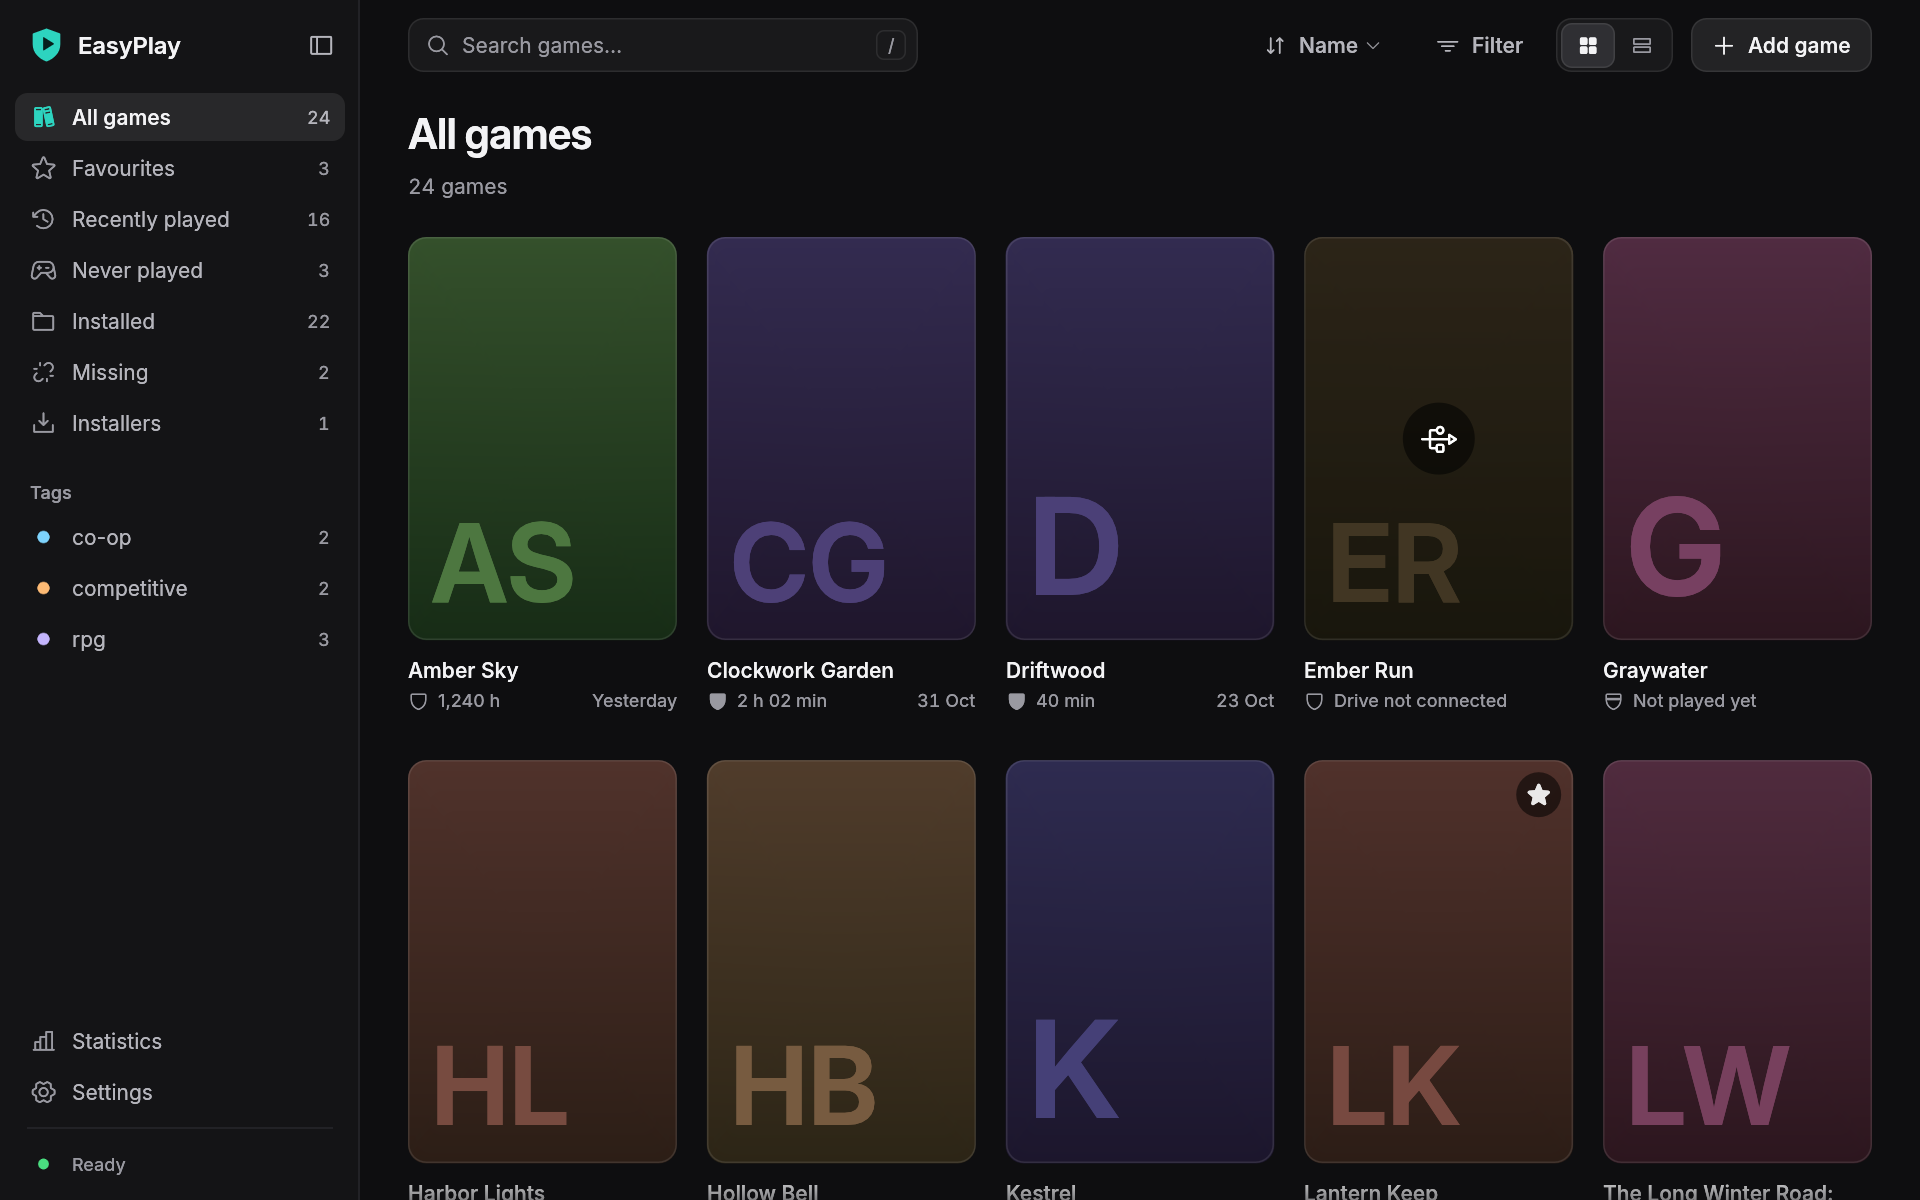 EasyPlay
Search games...
/
Name
Filter
Add game
All games 24
Favourites 3
Recently played 16
Never played 3
Installed 22
Missing 2
Installers 1
Tags
co-op 2
competitive 2
rpg 3
Statistics
Settings
Ready
All games
24 games
AS
CG
D
ER
G
Amber Sky
1,240 h Yesterday
Clockwork Garden
2 h 02 min 31 Oct
Driftwood
40 min 23 Oct
Ember Run
Drive not connected
Graywater
Not played yet
HL
HB
K
LK
LW
Harbor Lights
Hollow Bell
Kestrel
Lantern Keep
The Long Winter Road: